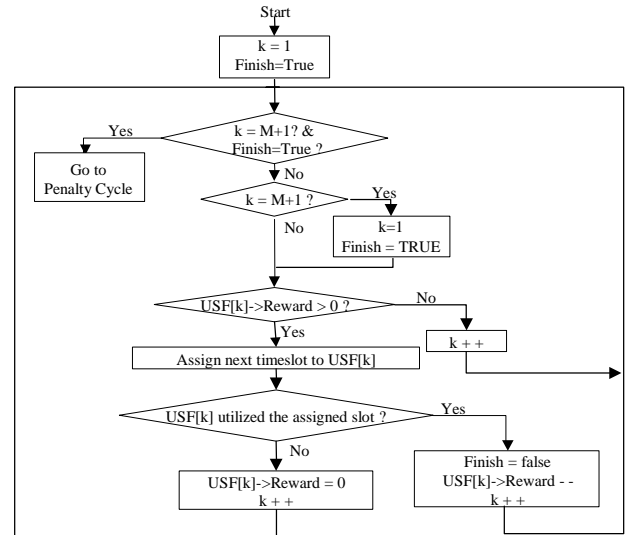 Start
k = 1
Finish=True
Yes
k = M+1? &
Finish=True ?
Go to
Penalty Cycle
No
k = M+1 ?
Yes
No
k=1
Finish = TRUE
USF[k]->Reward > 0 ?
No
Yes
k + +
Assign next timeslot to USF[k]
USF[k] utilized the assigned slot ?
Yes
No
Finish = false
USF[k]->Reward - -
k + +
USF[k]->Reward = 0
k + +